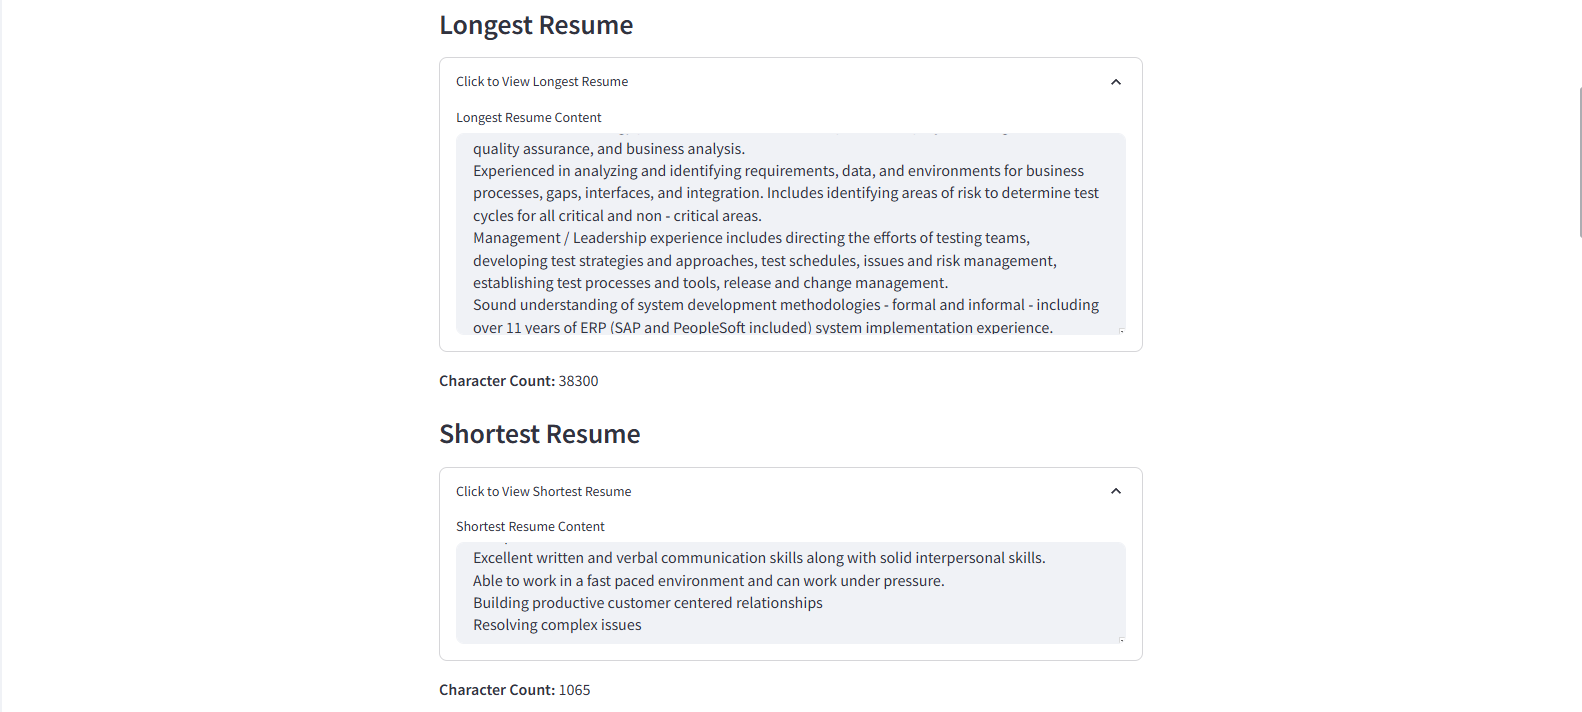 Longest Resume
Click to View Longest Resume
Longest Resume Content
quality assurance, and business analysis.
Experienced in analyzing and identifying requirements, data, and environments for business
processes, gaps, interfaces, and integration. Includes identifying areas of risk to determine test
cycles for all critical and non - critical areas.
Management / Leadership experience includes directing the efforts of testing teams,
developing test strategies and approaches, test schedules, issues and risk management,
establishing test processes and tools, release and change management.
Sound understanding of system development methodologies - formal and informal - including
over 11 years of ERP (SAP and PeopleSoft included) system implementation experience.
Character Count: 38300
Shortest Resume
Click to View Shortest Resume
Shortest Resume Content
Excellent written and verbal communication skills along with solid interpersonal skills.
Able to work in a fast paced environment and can work under pressure.
Building productive customer centered relationships
Resolving complex issues
Character Count: 1065